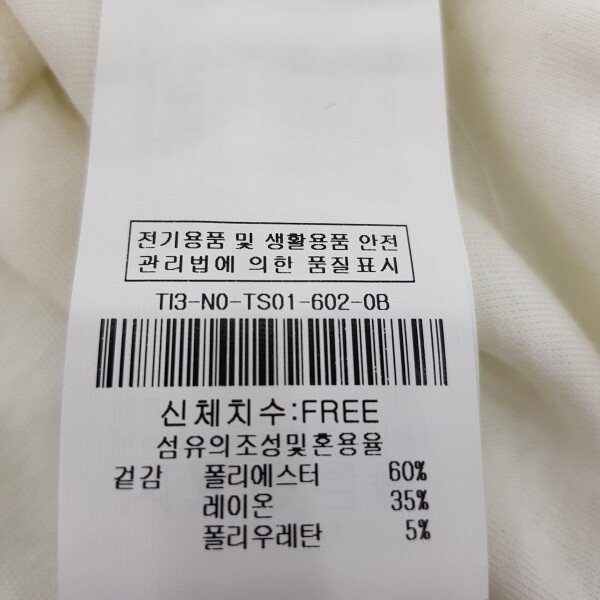 전기용품 및 생활용품 안전
관리법에 의한 품질표시
TI3-N0-TS01-602-0B
신체치수:FREE
섬유의조성및혼용율
겉감 폴리에스터 60%
레이온 35%
폴리우레탄 5%